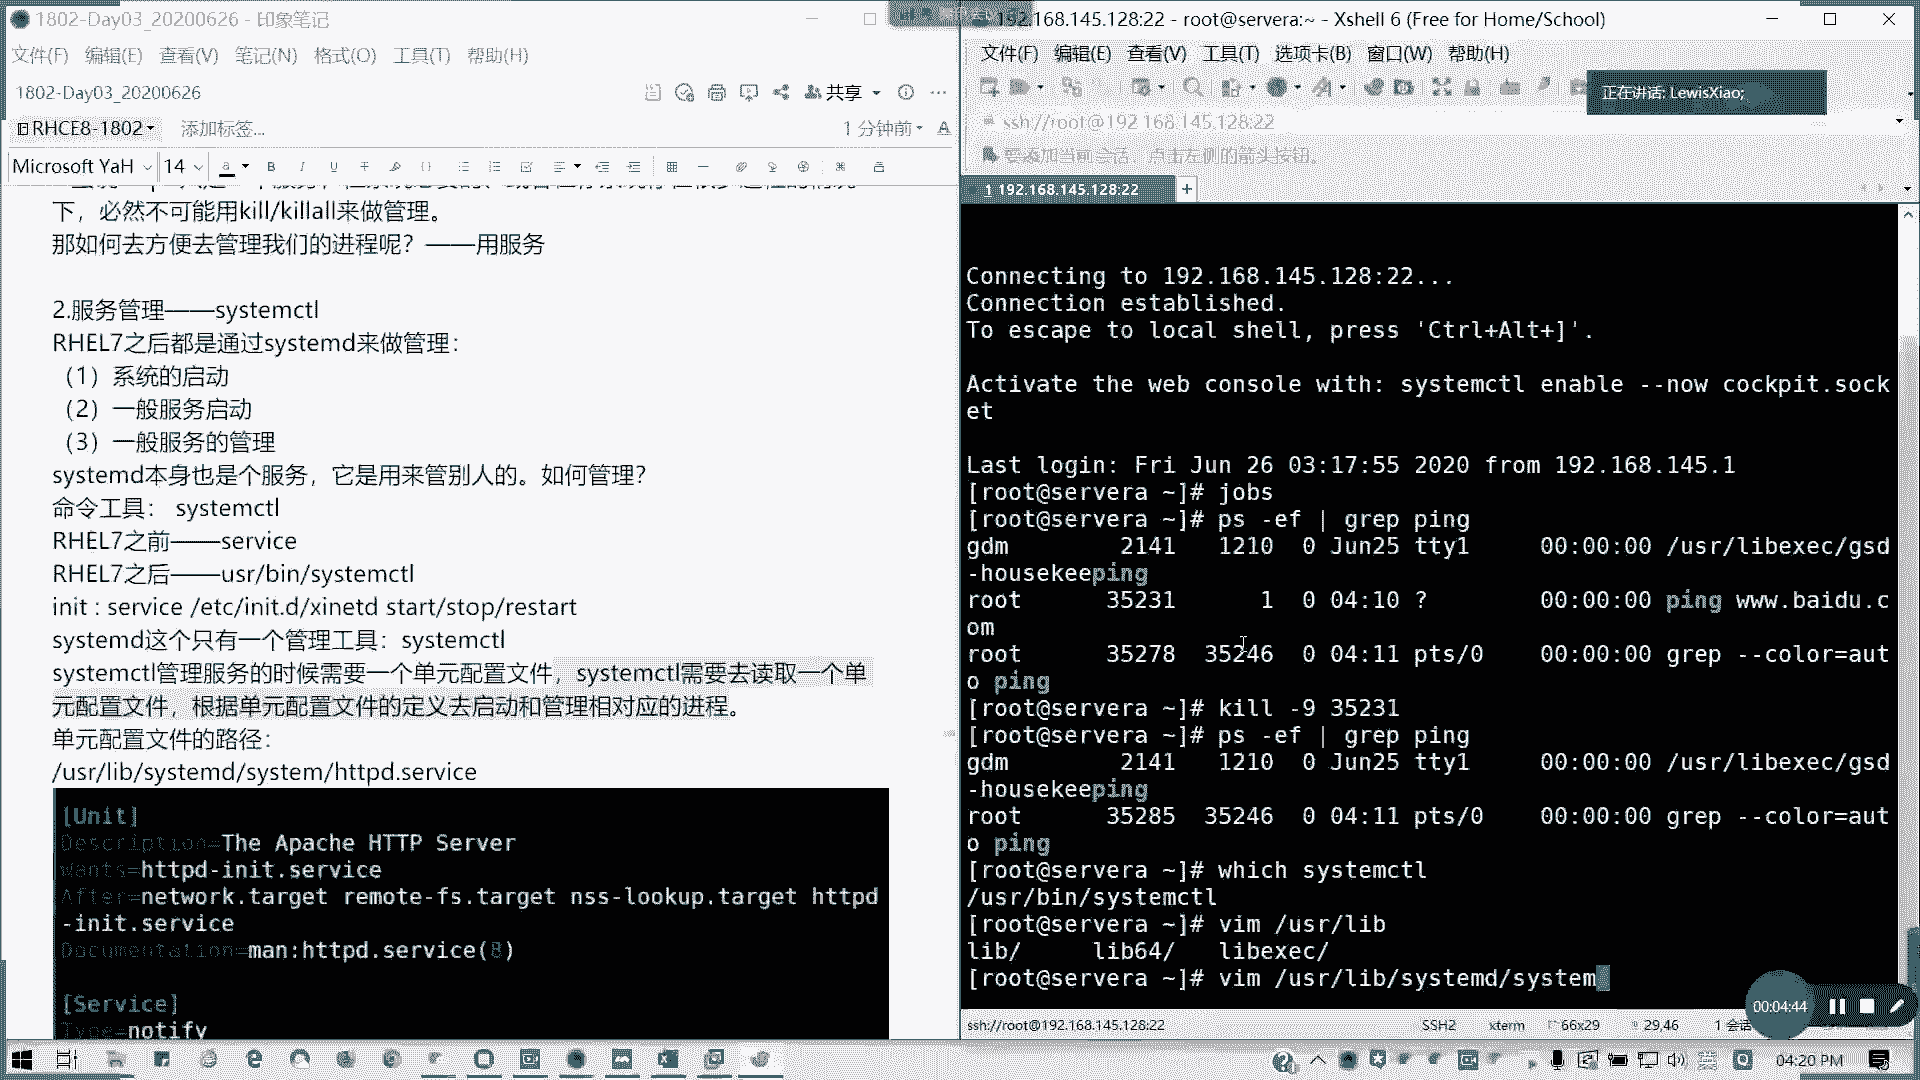 1802-Day03_20200626 - 印象笔记
文件(F) 编辑(E) 查看(V) 笔记(N) 格式(O) 工具(T) 帮助(H)
1802-Day03_20200626
共享
RHCE8-1802
添加标签...
1 分钟前
Microsoft YaH 14
下，必然不可能用kill/killall来做管理。
那如何去方便去管理我们的进程呢？——用服务
2.服务管理——systemctl
RHEL7之后都是通过systemd来做管理：
（1）系统的启动
（2）一般服务启动
（3）一般服务的管理
systemd本身也是个服务，它是用来管别人的。如何管理？
命令工具： systemctl
RHEL7之前——service
RHEL7之后——usr/bin/systemctl
init : service /etc/init.d/xinetd start/stop/restart
systemd这个只有一个管理工具：systemctl
systemctl管理服务的时候需要一个单元配置文件，systemctl需要去读取一个单
元配置文件，根据单元配置文件的定义去启动和管理相对应的进程。
单元配置文件的路径：
/usr/lib/systemd/system/httpd.service
[Unit]
Description=The Apache HTTP Server
Wants=httpd-init.service
After=network.target remote-fs.target nss-lookup.target httpd
-init.service
Documentation=man:httpd.service(8)
[Service]
Type=notify
192.168.145.128:22 - root@servera:~ - Xshell 6 (Free for Home/School)
文件(F) 编辑(E) 查看(V) 工具(T) 选项卡(B) 窗口(W) 帮助(H)
正在讲话: LewisXiao;
ssh://root@192.168.145.128:22
要添加当前会话，点击左侧的箭头按钮。
1 192.168.145.128:22
Connecting to 192.168.145.128:22...
Connection established.
To escape to local shell, press 'Ctrl+Alt+]'.
Activate the web console with: systemctl enable --now cockpit.sock
et
Last login: Fri Jun 26 03:17:55 2020 from 192.168.145.1
[root@servera ~]# jobs
[root@servera ~]# ps -ef | grep ping
gdm 2141 1210 0 Jun25 tty1 00:00:00 /usr/libexec/gsd
-housekeeping
root 35231 1 0 04:10 ? 00:00:00 ping www.baidu.c
om
root 35278 35246 0 04:11 pts/0 00:00:00 grep --color=aut
o ping
[root@servera ~]# kill -9 35231
[root@servera ~]# ps -ef | grep ping
gdm 2141 1210 0 Jun25 tty1 00:00:00 /usr/libexec/gsd
-housekeeping
root 35285 35246 0 04:11 pts/0 00:00:00 grep --color=aut
o ping
[root@servera ~]# which systemctl
/usr/bin/systemctl
[root@servera ~]# vim /usr/lib
lib/ lib64/ libexec/
[root@servera ~]# vim /usr/lib/systemd/system
00:04:44
ssh://root@192.168.145.128:22 SSH2 xterm 66x29 29,46 1 会话
04:20 PM